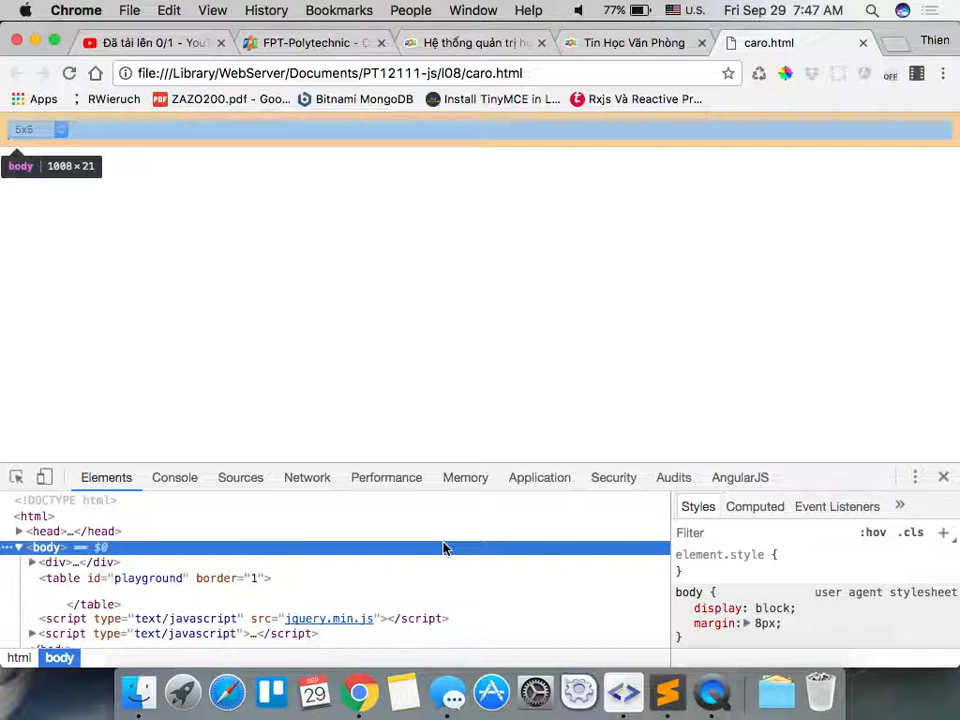 Chrome File Edit View History Bookmarks People Window Help 77% U.S. Fri Sep 29 7:47 AM
Đã tải lên 0/1 - You FPT-Polytechnic - C Hệ thống quản trị h Tin Học Văn Phòng caro.html Thien
file:///Library/WebServer/Documents/PT12111-js/l08/caro.html OFF
Apps RWieruch ZAZO200.pdf - Goo... Bitnami MongoDB Install TinyMCE in L... Rxjs Và Reactive Pr...
5x5
body 1008×21
Elements Console Sources Network Performance Memory Application Security Audits AngularJS
<!DOCTYPE html>
<html>
<head>…</head>
<body> == $0
<div>…</div>
<table id="playground" border="1">
</table>
<script type="text/javascript" src="jquery.min.js"></script>
<script type="text/javascript">…</script>
html body
Styles Computed Event Listeners »
Filter :hov .cls +
element.style {
}
body { user agent stylesheet
display: block;
margin: 8px;
}
SEP
29